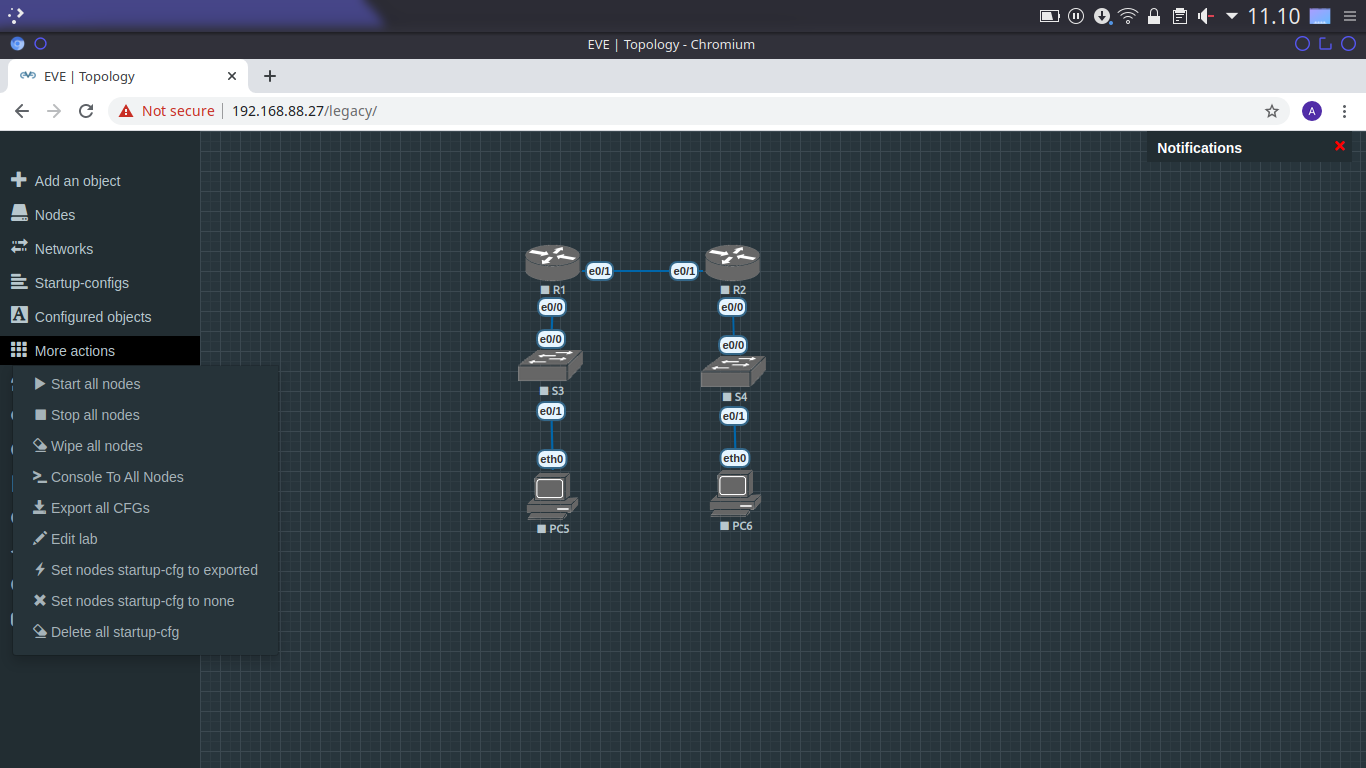 11.10
EVE | Topology - Chromium
EVE | Topology
Not secure
192.168.88.27/legacy/
A
Notifications
Add an object
Nodes
Networks
Startup-configs
Configured objects
More actions
Start all nodes
Stop all nodes
Wipe all nodes
Console To All Nodes
Export all CFGs
Edit lab
Set nodes startup-cfg to exported
Set nodes startup-cfg to none
Delete all startup-cfg
e0/1
e0/1
R1
R2
e0/0
e0/0
e0/0
e0/0
S3
S4
e0/1
e0/1
eth0
eth0
PC5
PC6